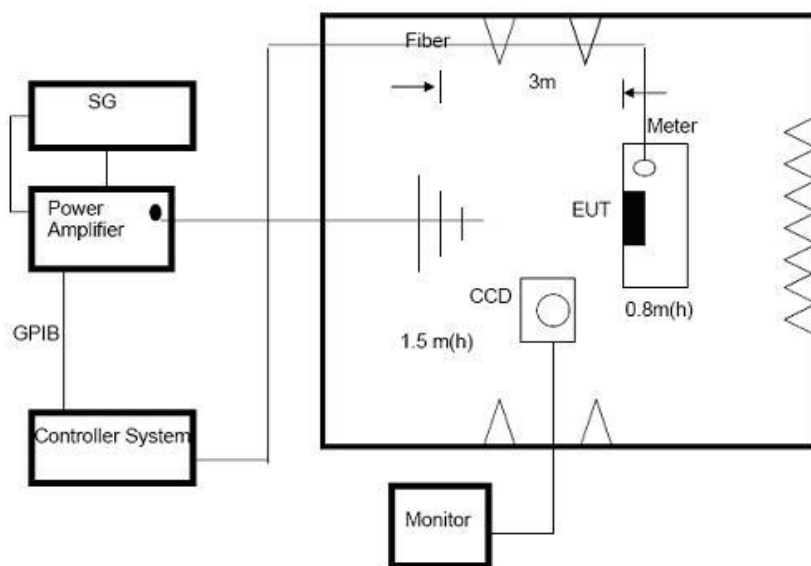 SG
Power
Amplifier
GPIB
Controller System
Fiber
3m
Meter
EUT
CCD
0.8m(h)
1.5 m(h)
Monitor